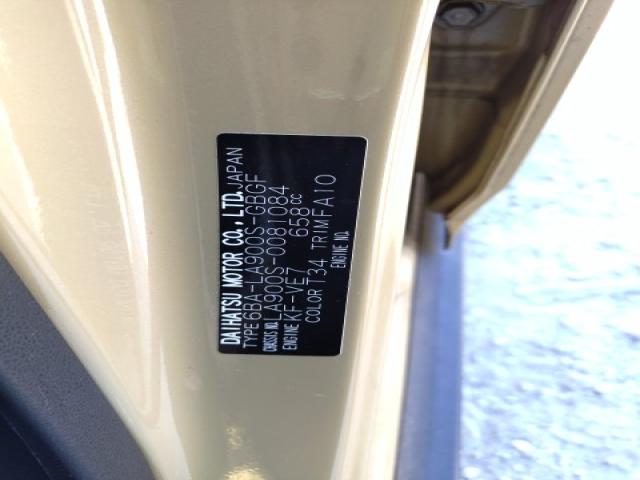 DAIHATSU MOTOR CO., LTD. JAPAN
TYPE 6BA-LA900S-GBGF
CHASSIS NO. LA900S-0081084
ENGINE KF-VE7 658cc
COLOR T34 TRIM FA10
ENGINE NO.